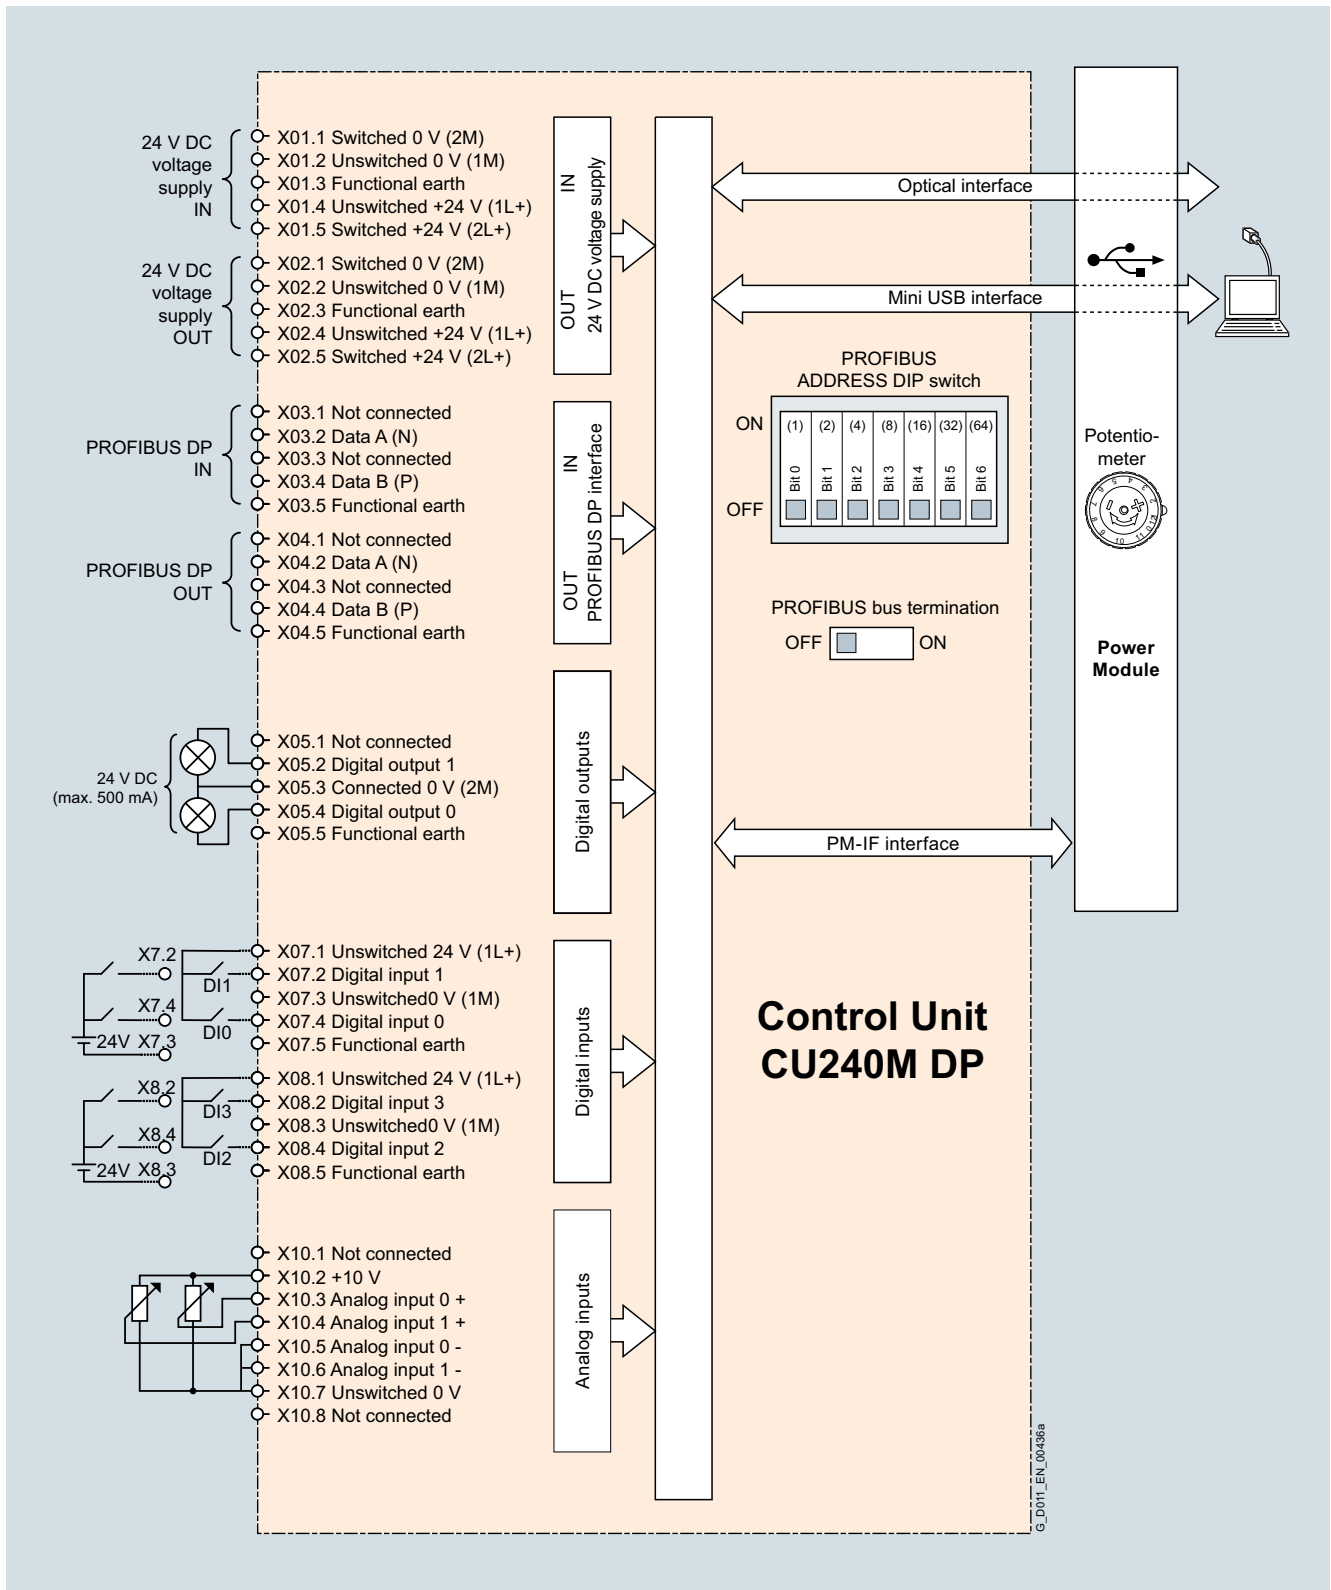 24 V DC
voltage
supply
IN
X01.1 Switched 0 V (2M)
X01.2 Unswitched 0 V (1M)
X01.3 Functional earth
X01.4 Unswitched +24 V (1L+)
X01.5 Switched +24 V (2L+)
24 V DC
voltage
supply
OUT
X02.1 Switched 0 V (2M)
X02.2 Unswitched 0 V (1M)
X02.3 Functional earth
X02.4 Unswitched +24 V (1L+)
X02.5 Switched +24 V (2L+)
OUT IN
24 V DC voltage supply
PROFIBUS DP
IN
X03.1 Not connected
X03.2 Data A (N)
X03.3 Not connected
X03.4 Data B (P)
X03.5 Functional earth
PROFIBUS DP
OUT
X04.1 Not connected
X04.2 Data A (N)
X04.3 Not connected
X04.4 Data B (P)
X04.5 Functional earth
OUT IN
PROFIBUS DP interface
24 V DC
(max. 500 mA)
X05.1 Not connected
X05.2 Digital output 1
X05.3 Connected 0 V (2M)
X05.4 Digital output 0
X05.5 Functional earth
Digital outputs
X7.2
X7.4
24V X7.3
DI1
DI0
X07.1 Unswitched 24 V (1L+)
X07.2 Digital input 1
X07.3 Unswitched0 V (1M)
X07.4 Digital input 0
X07.5 Functional earth
X8.2
X8.4
24V X8.3
DI3
DI2
X08.1 Unswitched 24 V (1L+)
X08.2 Digital input 3
X08.3 Unswitched0 V (1M)
X08.4 Digital input 2
X08.5 Functional earth
Digital inputs
X10.1 Not connected
X10.2 +10 V
X10.3 Analog input 0 +
X10.4 Analog input 1 +
X10.5 Analog input 0 -
X10.6 Analog input 1 -
X10.7 Unswitched 0 V
X10.8 Not connected
Analog inputs
Optical interface
Mini USB interface
PROFIBUS
ADDRESS DIP switch
ON
(1) (2) (4) (8) (16) (32) (64)
Bit 0 Bit 1 Bit 2 Bit 3 Bit 4 Bit 5 Bit 6
OFF
PROFIBUS bus termination
OFF ON
PM-IF interface
Potentio-
meter
Power
Module
Control Unit
CU240M DP
G_D011_EN_00436a